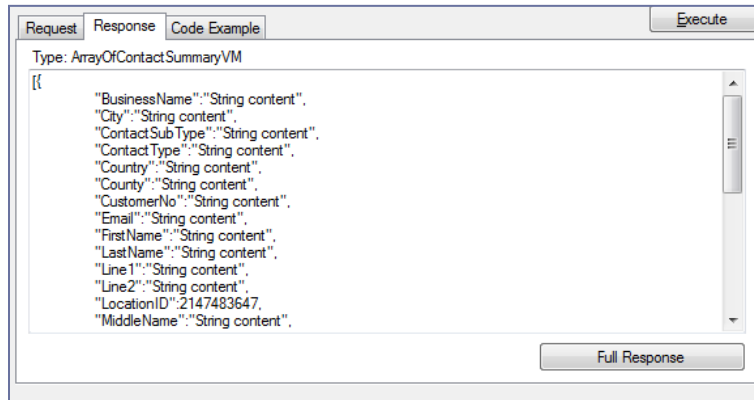 Request Response Code Example Execute
Type: ArrayOfContactSummaryVM
[{
"BusinessName":"String content",
"City":"String content",
"ContactSubType":"String content",
"ContactType":"String content",
"Country":"String content",
"County":"String content",
"CustomerNo":"String content",
"Email":"String content",
"FirstName":"String content",
"LastName":"String content",
"Line1":"String content",
"Line2":"String content",
"LocationID":2147483647,
"MiddleName":"String content",
Full Response